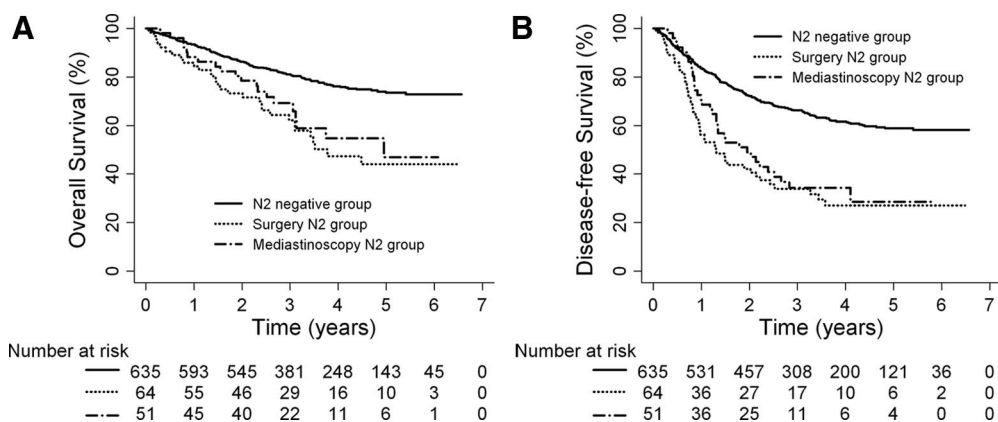 A
Overall Survival (%)
100
80
60
40
20
0
N2 negative group
Surgery N2 group
Mediastinoscopy N2 group
0 1 2 3 4 5 6 7
Time (years)
Number at risk
635 593 545 381 248 143 45 0
64 55 46 29 16 10 3 0
51 45 40 22 11 6 1 0
B
Disease-free Survival (%)
100
80
60
40
20
0
N2 negative group
Surgery N2 group
Mediastinoscopy N2 group
0 1 2 3 4 5 6 7
Time (years)
Number at risk
635 531 457 308 200 121 36 0
64 36 27 17 10 6 2 0
51 36 25 11 6 4 0 0